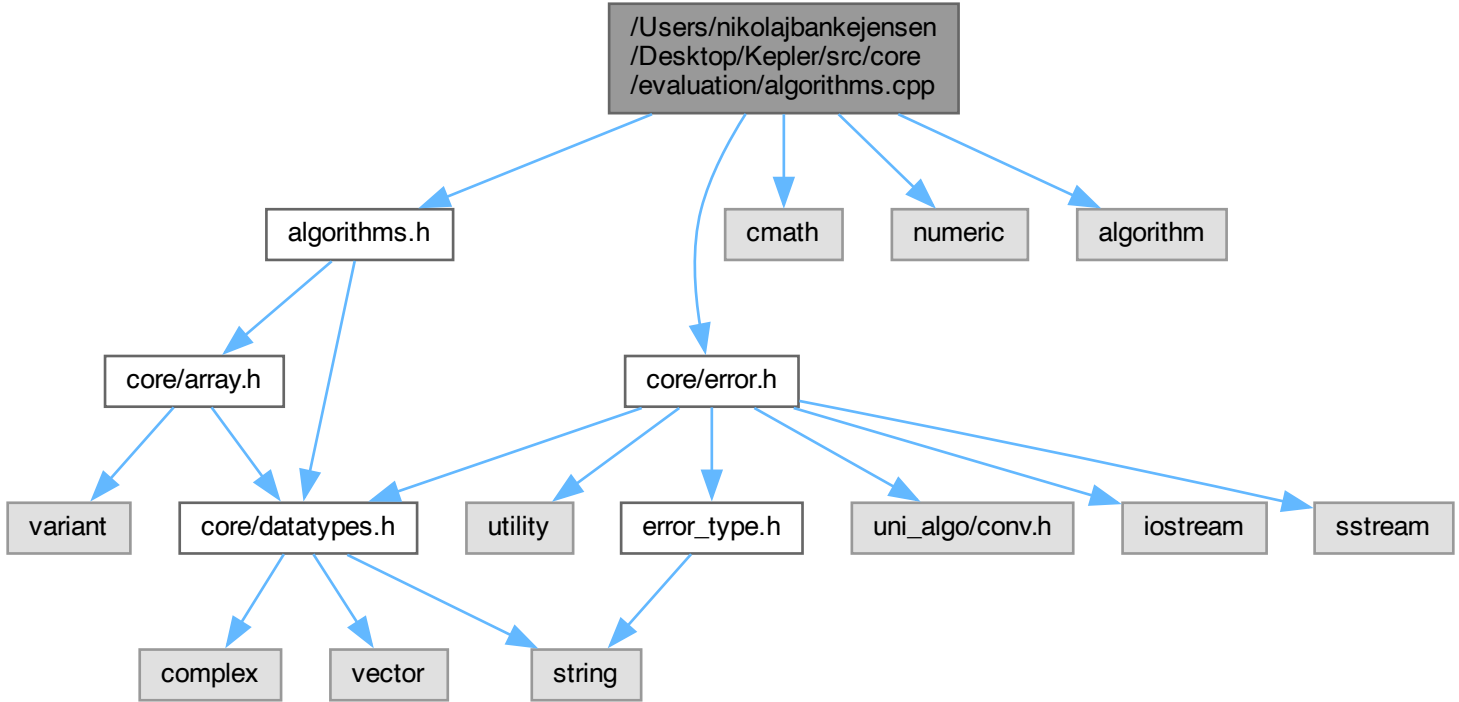 /Users/nikolajbankejensen
/Desktop/Kepler/src/core
/evaluation/algorithms.cpp
algorithms.h
cmath
numeric
algorithm
core/array.h
core/error.h
variant
core/datatypes.h
utility
error_type.h
uni_algo/conv.h
iostream
sstream
complex
vector
string